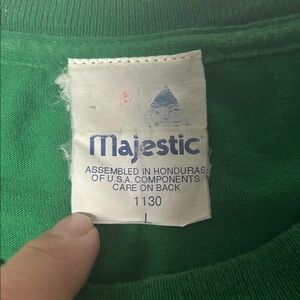 Majestic
ASSEMBLED IN HONDURAS
OF U.S.A. COMPONENTS
CARE ON BACK
1130
L